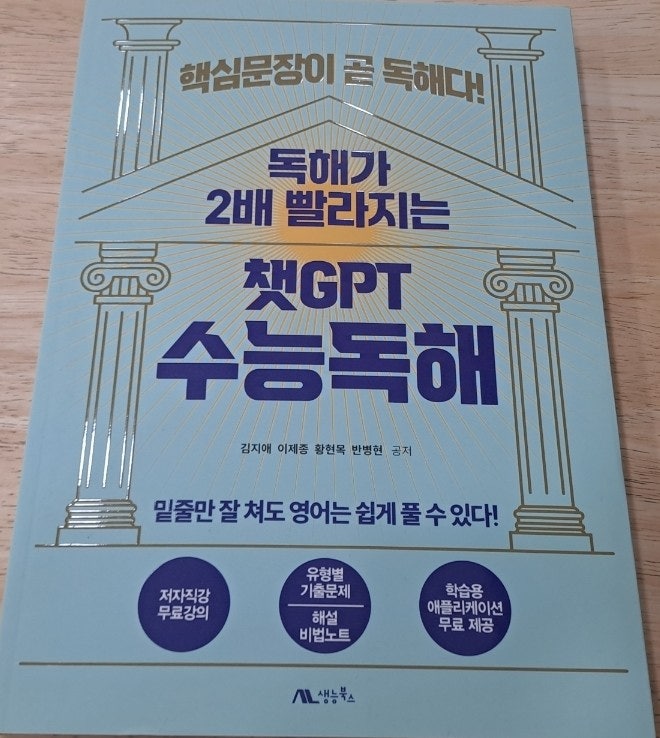 핵심문장이 곧 독해다!
독해가
2배 빨라지는
챗GPT
수능독해
김지애 이제종 황현목 반병현 공저
밑줄만 잘 쳐도 영어는 쉽게 풀 수 있다!
저자직강
무료강의
유형별
기출문제
해설
비법노트
학습용
애플리케이션
무료 제공
생능북스